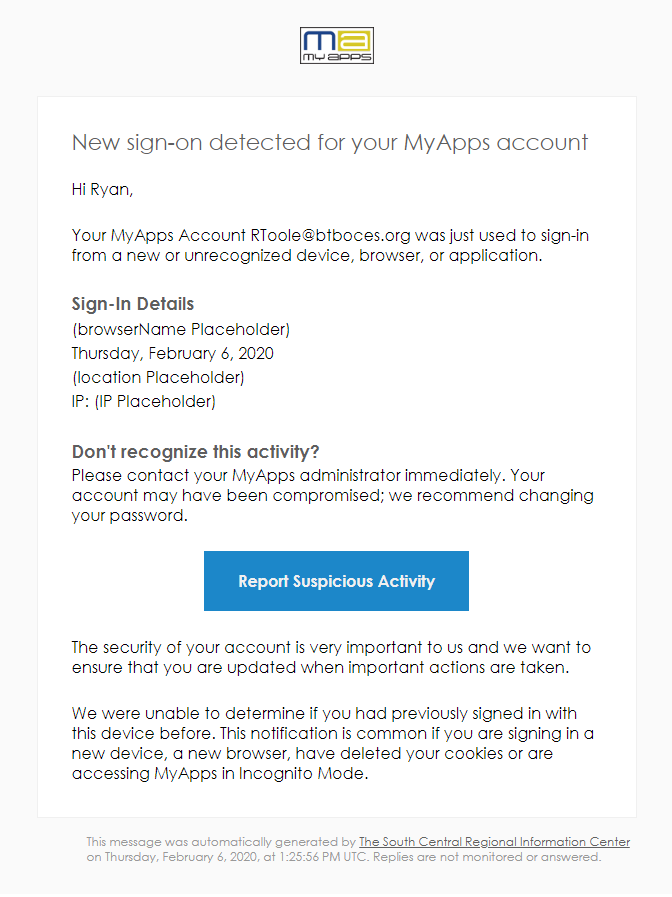 ma
MY APPS
New sign-on detected for your MyApps account
Hi Ryan,
Your MyApps Account RToole@btboces.org was just used to sign-in
from a new or unrecognized device, browser, or application.
Sign-In Details
(browserName Placeholder)
Thursday, February 6, 2020
(location Placeholder)
IP: (IP Placeholder)
Don't recognize this activity?
Please contact your MyApps administrator immediately. Your
account may have been compromised; we recommend changing
your password.
Report Suspicious Activity
The security of your account is very important to us and we want to
ensure that you are updated when important actions are taken.
We were unable to determine if you had previously signed in with
this device before. This notification is common if you are signing in a
new device, a new browser, have deleted your cookies or are
accessing MyApps in Incognito Mode.
This message was automatically generated by The South Central Regional Information Center
on Thursday, February 6, 2020, at 1:25:56 PM UTC. Replies are not monitored or answered.